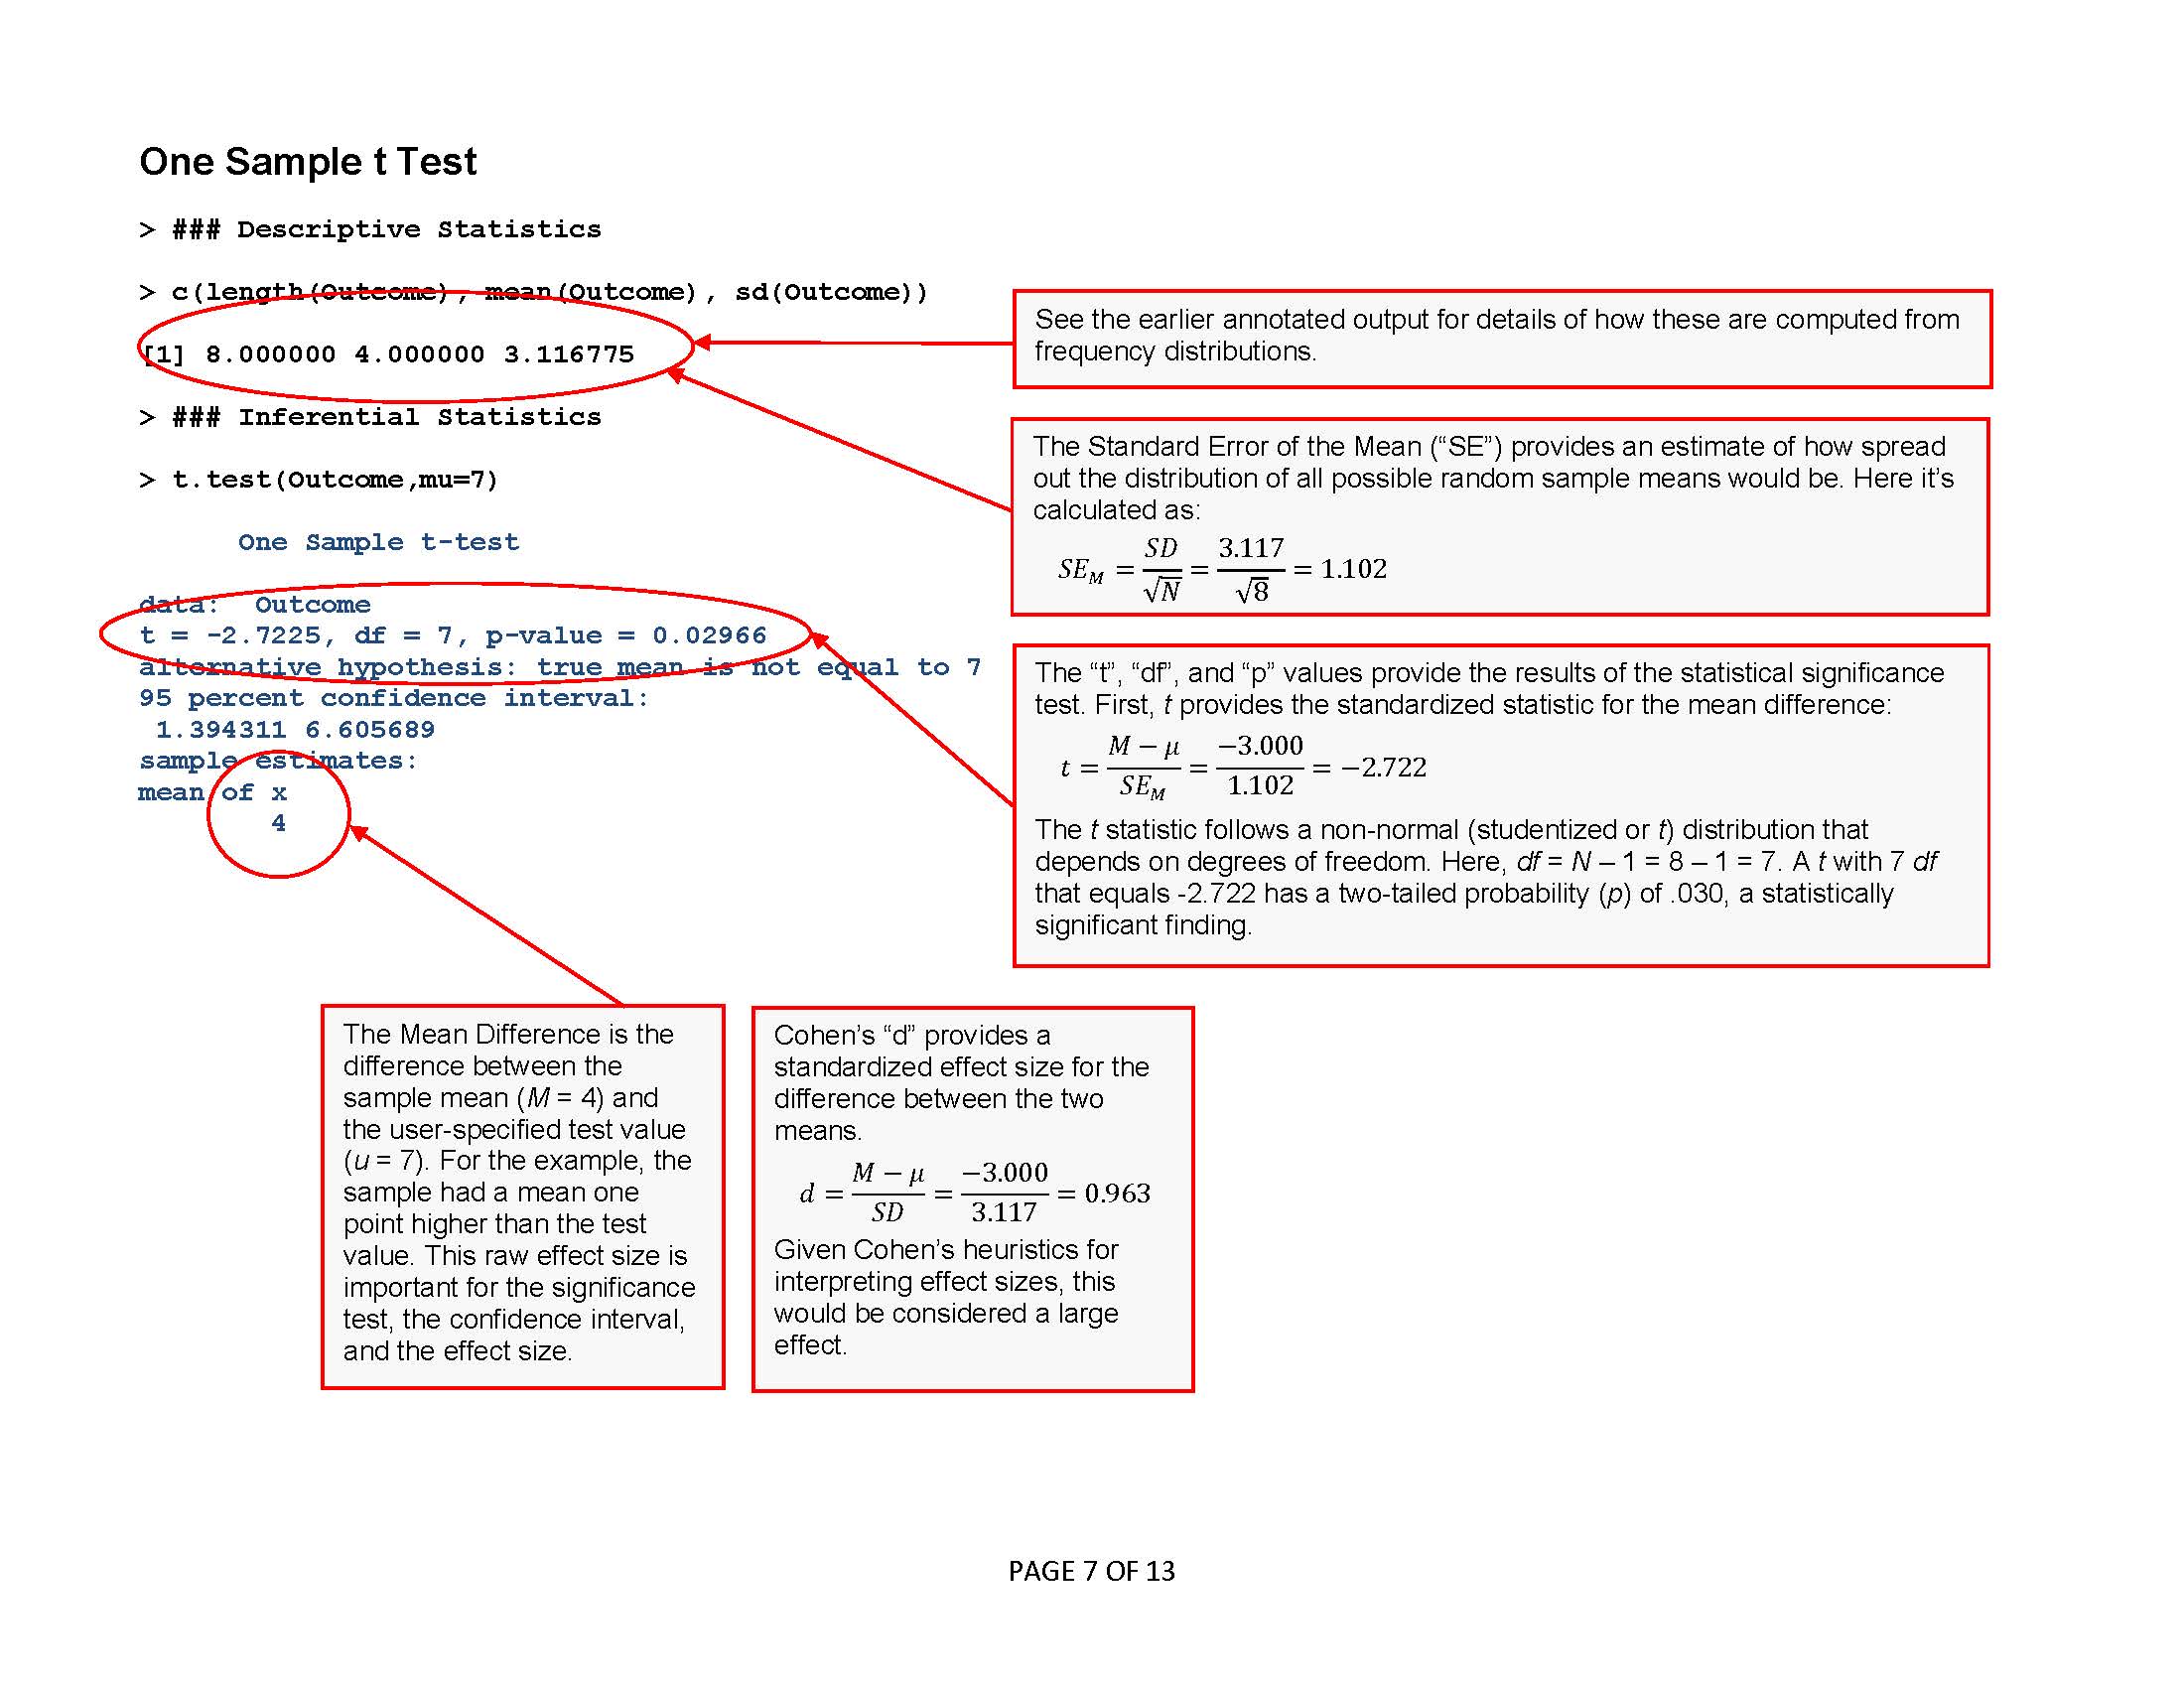 One Sample t Test
> ### Descriptive Statistics
> c(length(Outcome), mean(Outcome), sd(Outcome))
[1] 8.000000 4.000000 3.116775
> ### Inferential Statistics
> t.test(Outcome,mu=7)
One Sample t-test
data:  Outcome
t = -2.7225, df = 7, p-value = 0.02966
alternative hypothesis: true mean is not equal to 7
95 percent confidence interval:
1.394311 6.605689
sample estimates:
mean of x
4
See the earlier annotated output for details of how these are computed from
frequency distributions.
The Standard Error of the Mean (“SE”) provides an estimate of how spread
out the distribution of all possible random sample means would be. Here it’s
calculated as:
SE_M = SD/√N = 3.117/√8 = 1.102
The “t”, “df”, and “p” values provide the results of the statistical significance
test. First, t provides the standardized statistic for the mean difference:
t = M − μ/SE_M = −3.000/1.102 = −2.722
The t statistic follows a non-normal (studentized or t) distribution that
depends on degrees of freedom. Here, df = N – 1 = 8 – 1 = 7. A t with 7 df
that equals -2.722 has a two-tailed probability (p) of .030, a statistically
significant finding.
The Mean Difference is the
difference between the
sample mean (M = 4) and
the user-specified test value
(u = 7). For the example, the
sample had a mean one
point higher than the test
value. This raw effect size is
important for the significance
test, the confidence interval,
and the effect size.
Cohen’s “d” provides a
standardized effect size for the
difference between the two
means.
d = M − μ/SD = −3.000/3.117 = 0.963
Given Cohen’s heuristics for
interpreting effect sizes, this
would be considered a large
effect.
PAGE 7 OF 13